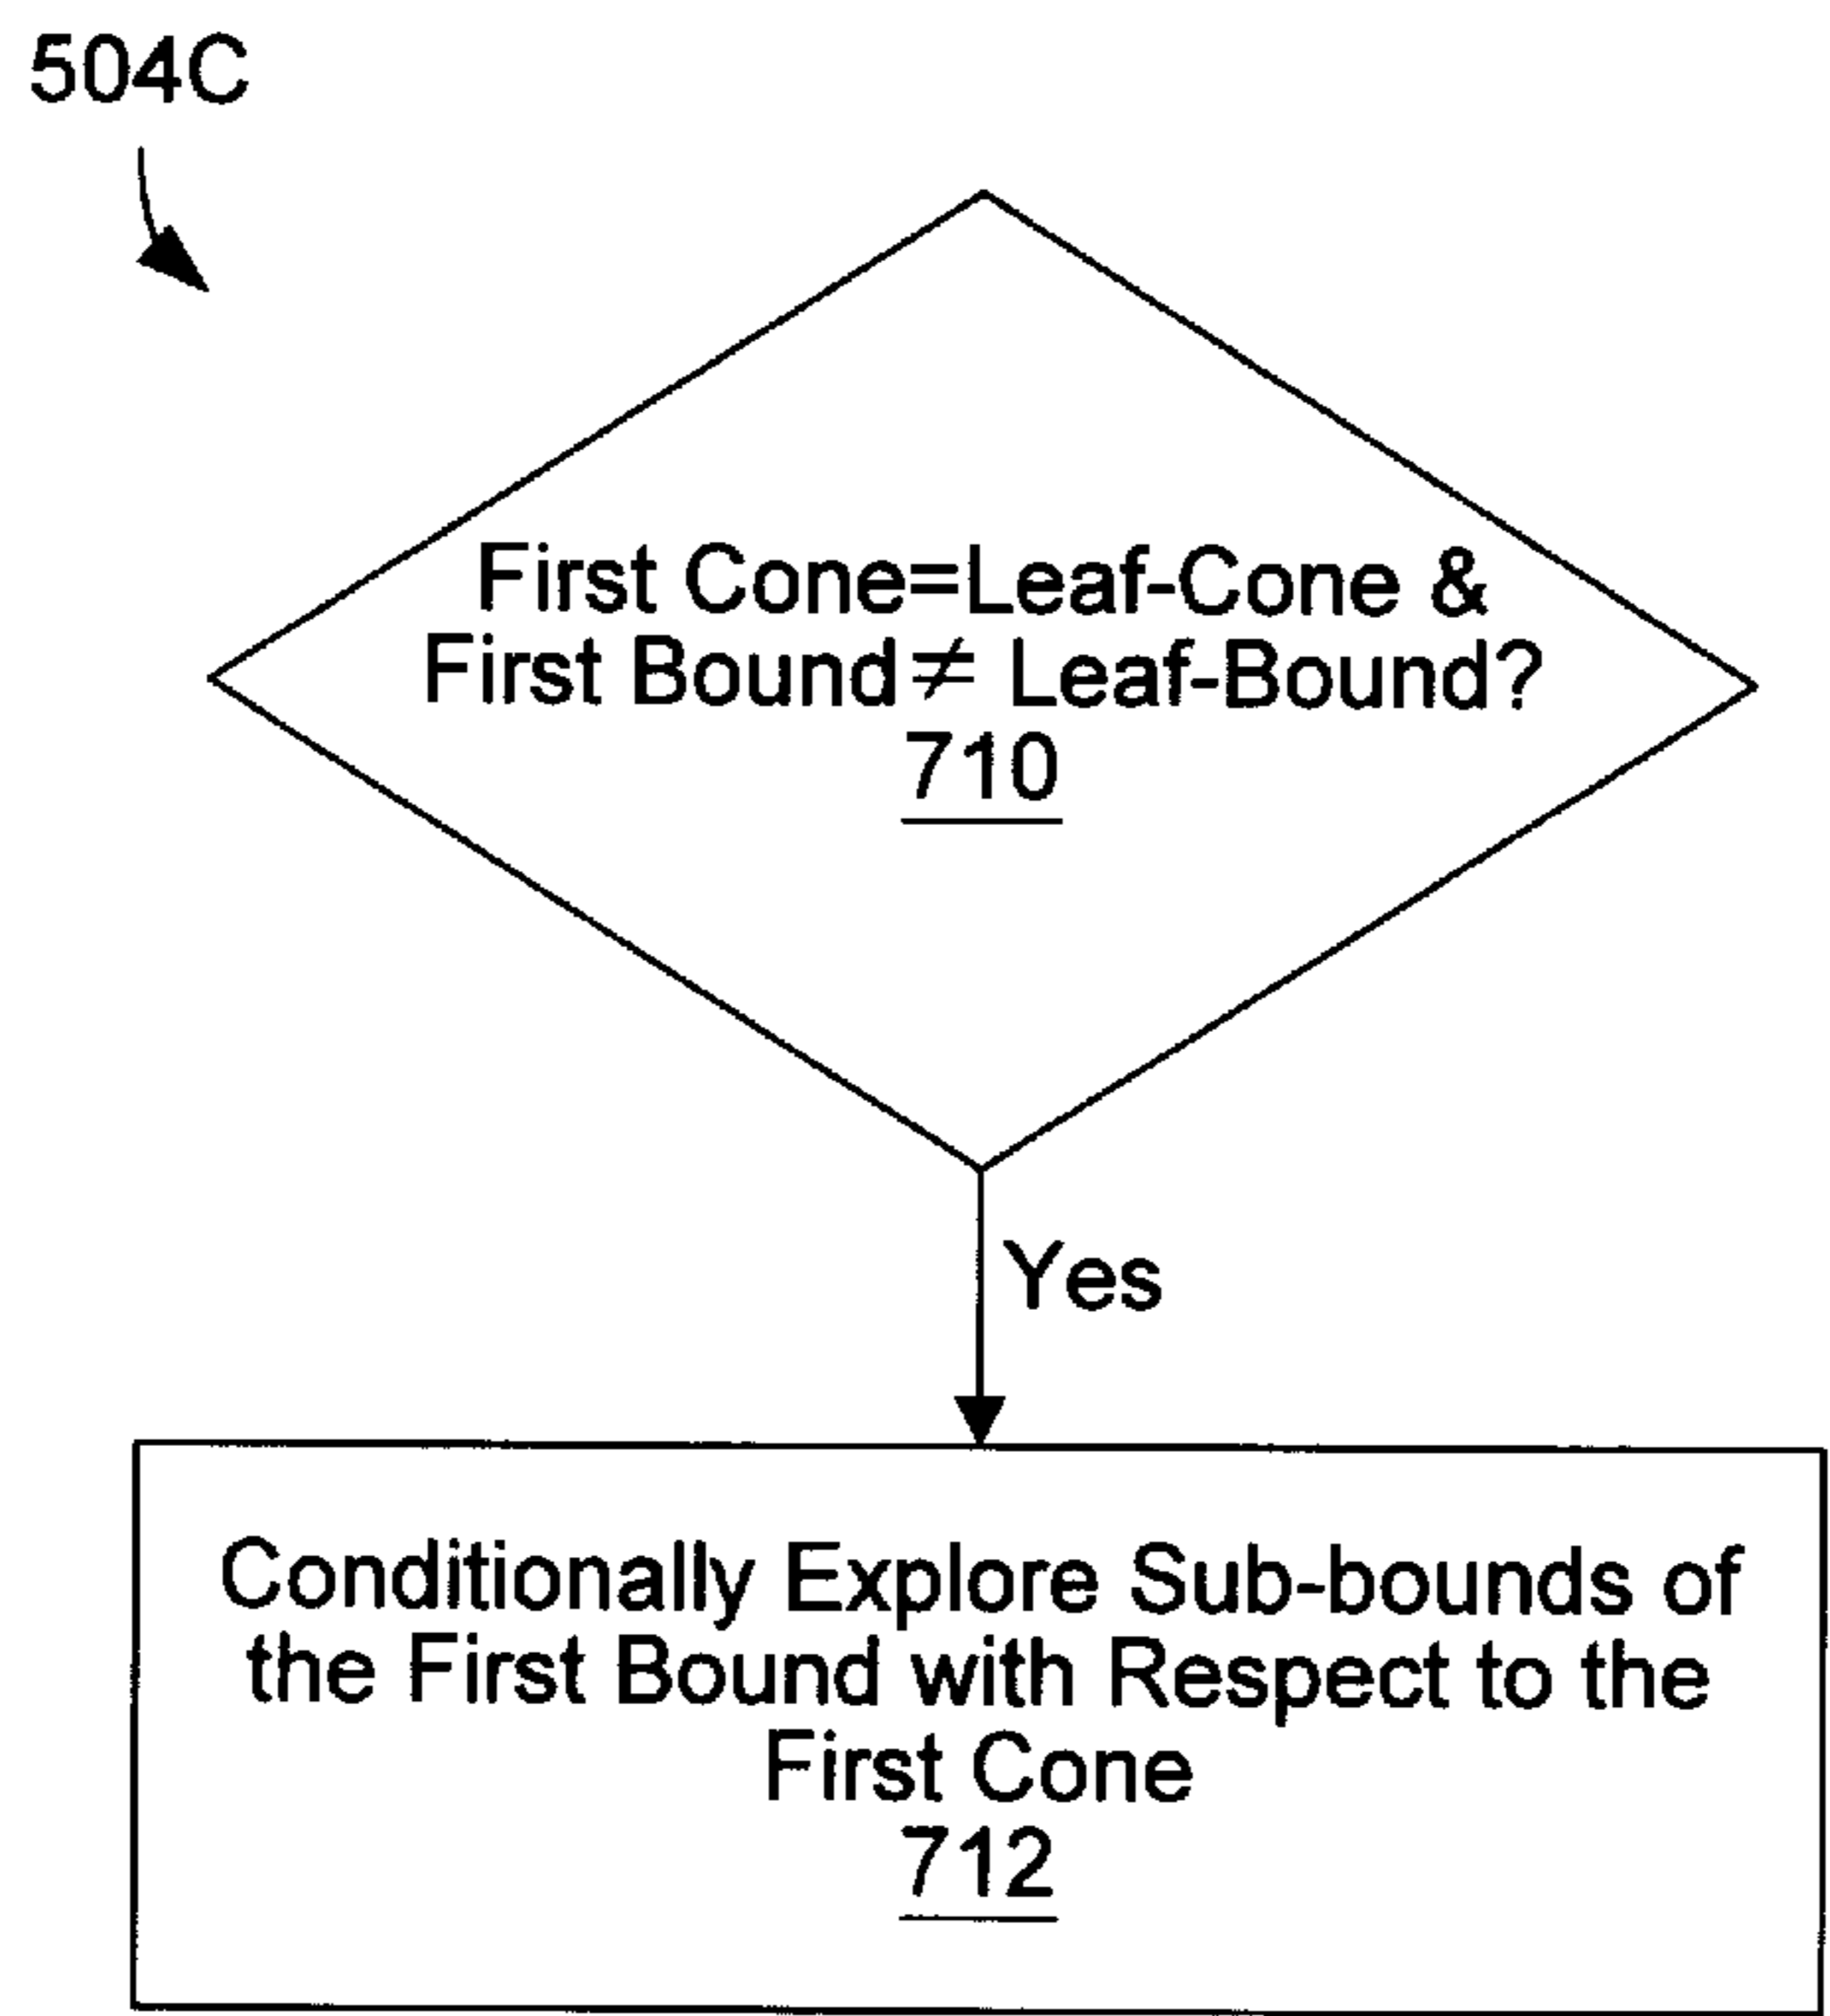 504C
First Cone=Leaf-Cone &
First Bound ≠ Leaf-Bound?
710
Yes
Conditionally Explore Sub-bounds of
the First Bound with Respect to the
First Cone
712